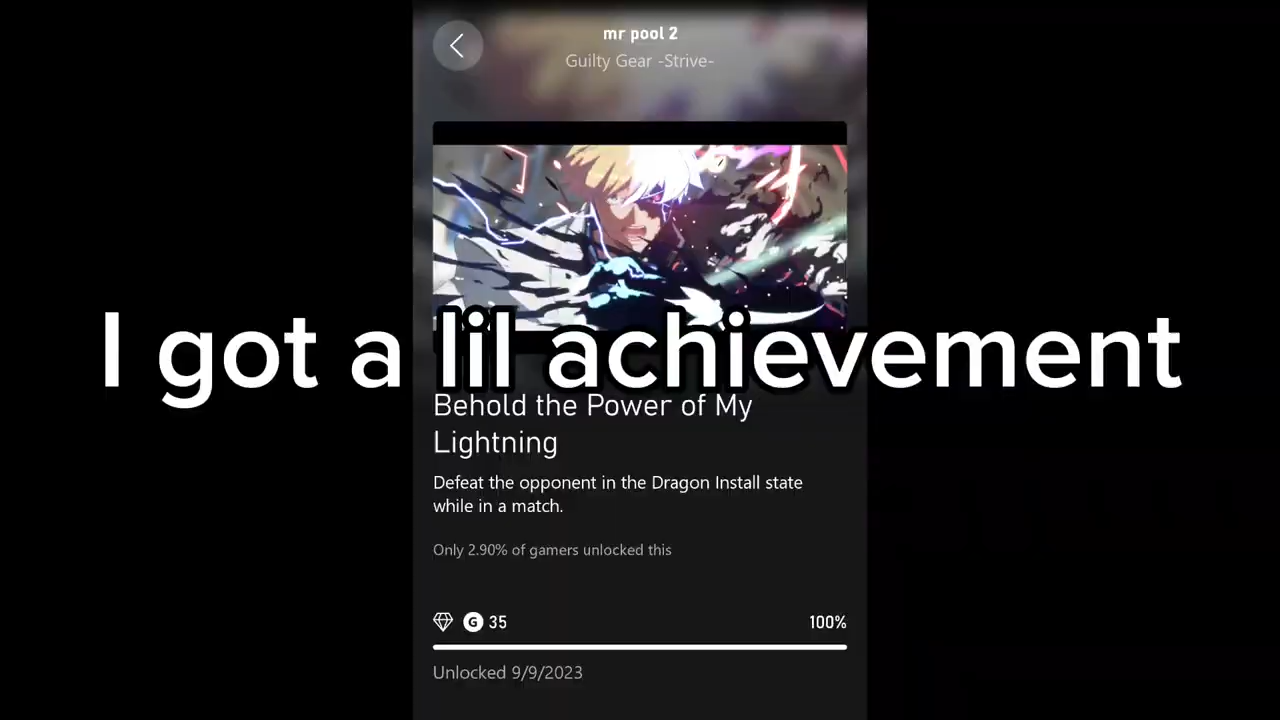 mr pool 2
Guilty Gear -Strive-
I got a lil achievement
Behold the Power of My
Lightning
Defeat the opponent in the Dragon Install state
while in a match.
Only 2.90% of gamers unlocked this
G 35 100%
Unlocked 9/9/2023